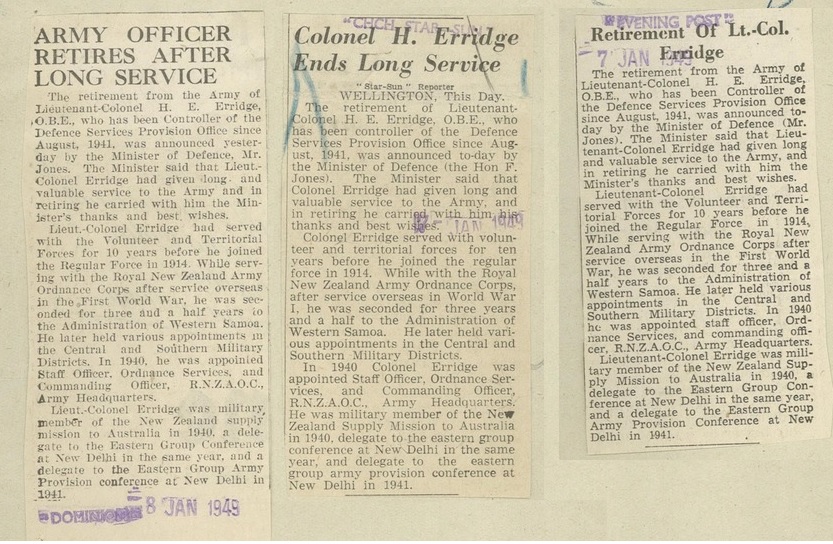 ARMY OFFICER
RETIRES AFTER
LONG SERVICE
The retirement from the Army of
Lieutenant-Colonel H. E. Erridge,
O.B.E., who has been Controller of the
Defence Services Provision Office since
August, 1941, was announced yester-
day by the Minister of Defence, Mr.
Jones. The Minister said that Lieut.-
Colonel Erridge had given long and
valuable service to the Army and in
retiring he carried with him the Min-
ister's thanks and best wishes.
Lieut.-Colonel Erridge had served
with the Volunteer and Territorial
Forces for 10 years before he joined
the Regular Force in 1914. While serv-
ing with the Royal New Zealand Army
Ordnance Corps after service overseas
in the First World War, he was sec-
onded for three and a half years to
the Administration of Western Samoa.
He later held various appointments in
the Central and Southern Military
Districts. In 1940, he was appointed
Staff Officer, Ordnance Services, and
Commanding Officer, R.N.Z.A.O.C.,
Army Headquarters.
Lieut.-Colonel Erridge was military
member of the New Zealand supply
mission to Australia in 1940, a dele-
gate to the Eastern Group Conference
at New Delhi in the same year, and a
delegate to the Eastern Group Army
Provision conference at New Delhi in
1941.
"DOMINION" 8 JAN 1949
"CHCH. STAR-SUN"
Colonel H. Erridge
Ends Long Service
"Star-Sun" Reporter
WELLINGTON, This Day.
The retirement of Lieutenant-
Colonel H. E. Erridge, O.B.E., who
has been controller of the Defence
Services Provision Office since Aug-
ust, 1941, was announced to-day by
the Minister of Defence (the Hon F.
Jones). The Minister said that
Colonel Erridge had given long and
valuable service to the Army, and
in retiring he carried with him his
thanks and best wishes.
JAN 1949
Colonel Erridge served with volun-
teer and territorial forces for ten
years before he joined the regular
force in 1914. While with the Royal
New Zealand Army Ordnance Corps,
after service overseas in World War
I, he was seconded for three years
and a half to the Administration of
Western Samoa. He later held vari-
ous appointments in the Central and
Southern Military Districts.
In 1940 Colonel Erridge was
appointed Staff Officer, Ordnance Ser-
vices, and Commanding Officer,
R.N.Z.A.O.C., Army Headquarters.
He was military member of the New
Zealand Supply Mission to Australia
in 1940, delegate to the eastern group
conference at New Delhi in the same
year, and delegate to the eastern
group army provision conference at
New Delhi in 1941.
"EVENING POST"
Retirement Of Lt.-Col.
Erridge
7 JAN 1949
The retirement from the Army of
Lieutenant-Colonel H. E. Erridge,
O.B.E., who has been Controller of
the Defence Services Provision Office
since August, 1941, was announced to-
day by the Minister of Defence (Mr.
Jones). The Minister said that Lieu-
tenant-Colonel Erridge had given long
and valuable service to the Army, and
in retiring he carried with him the
Minister's thanks and best wishes.
Lieutenant-Colonel Erridge had
served with the Volunteer and Terri-
torial Forces for 10 years before he
joined the Regular Force in 1914.
While serving with the Royal New
Zealand Army Ordnance Corps after
service overseas in the First World
War, he was seconded for three and a
half years to the Administration of
Western Samoa. He later held various
appointments in the Central and
Southern Military Districts. In 1940
he was appointed staff officer, Ord-
nance Services, and commanding offi-
cer, R.N.Z.A.O.C., Army Headquarters.
Lieutenant-Colonel Erridge was mili-
tary member of the New Zealand Sup-
ply Mission to Australia in 1940, a
delegate to the Eastern Group Con-
ference at New Delhi in the same year,
and a delegate to the Eastern Group
Army Provision Conference at New
Delhi in 1941.